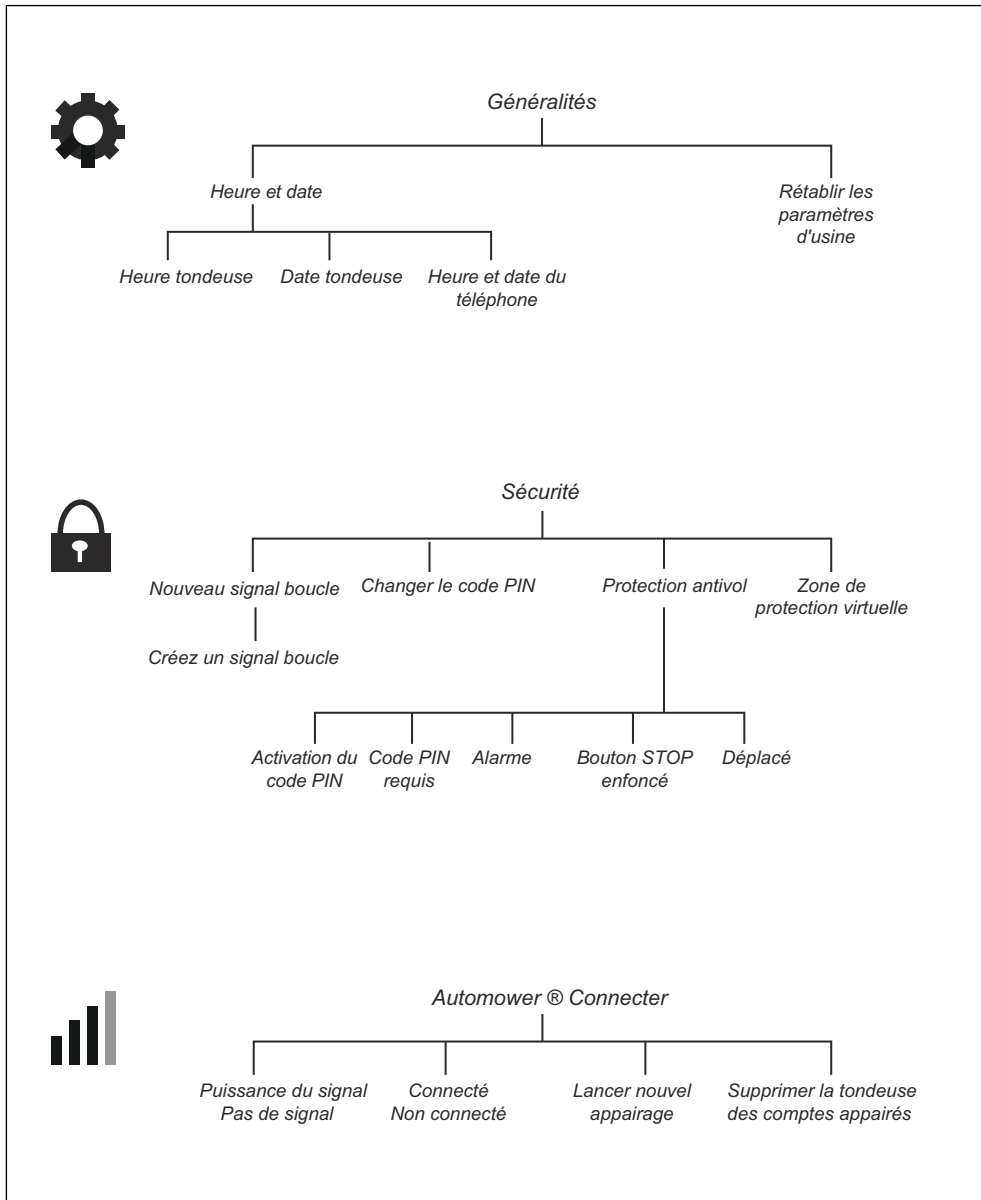 Généralités
Heure et date
Rétablir les
paramètres
d'usine
Heure tondeuse
Date tondeuse
Heure et date du
téléphone
Sécurité
Nouveau signal boucle
Changer le code PIN
Protection antivol
Zone de
protection virtuelle
Créez un signal boucle
Activation du
code PIN
Code PIN
requis
Alarme
Bouton STOP
enfoncé
Déplacé
Automower ® Connecter
Puissance du signal
Pas de signal
Connecté
Non connecté
Lancer nouvel
appairage
Supprimer la tondeuse
des comptes appairés